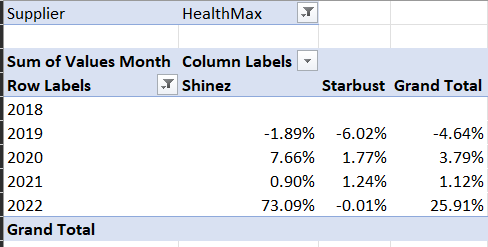 Supplier HealthMax
Sum of Values Month Column Labels
Row Labels Shinez Starbust Grand Total
2018
2019 -1.89% -6.02% -4.64%
2020 7.66% 1.77% 3.79%
2021 0.90% 1.24% 1.12%
2022 73.09% -0.01% 25.91%
Grand Total